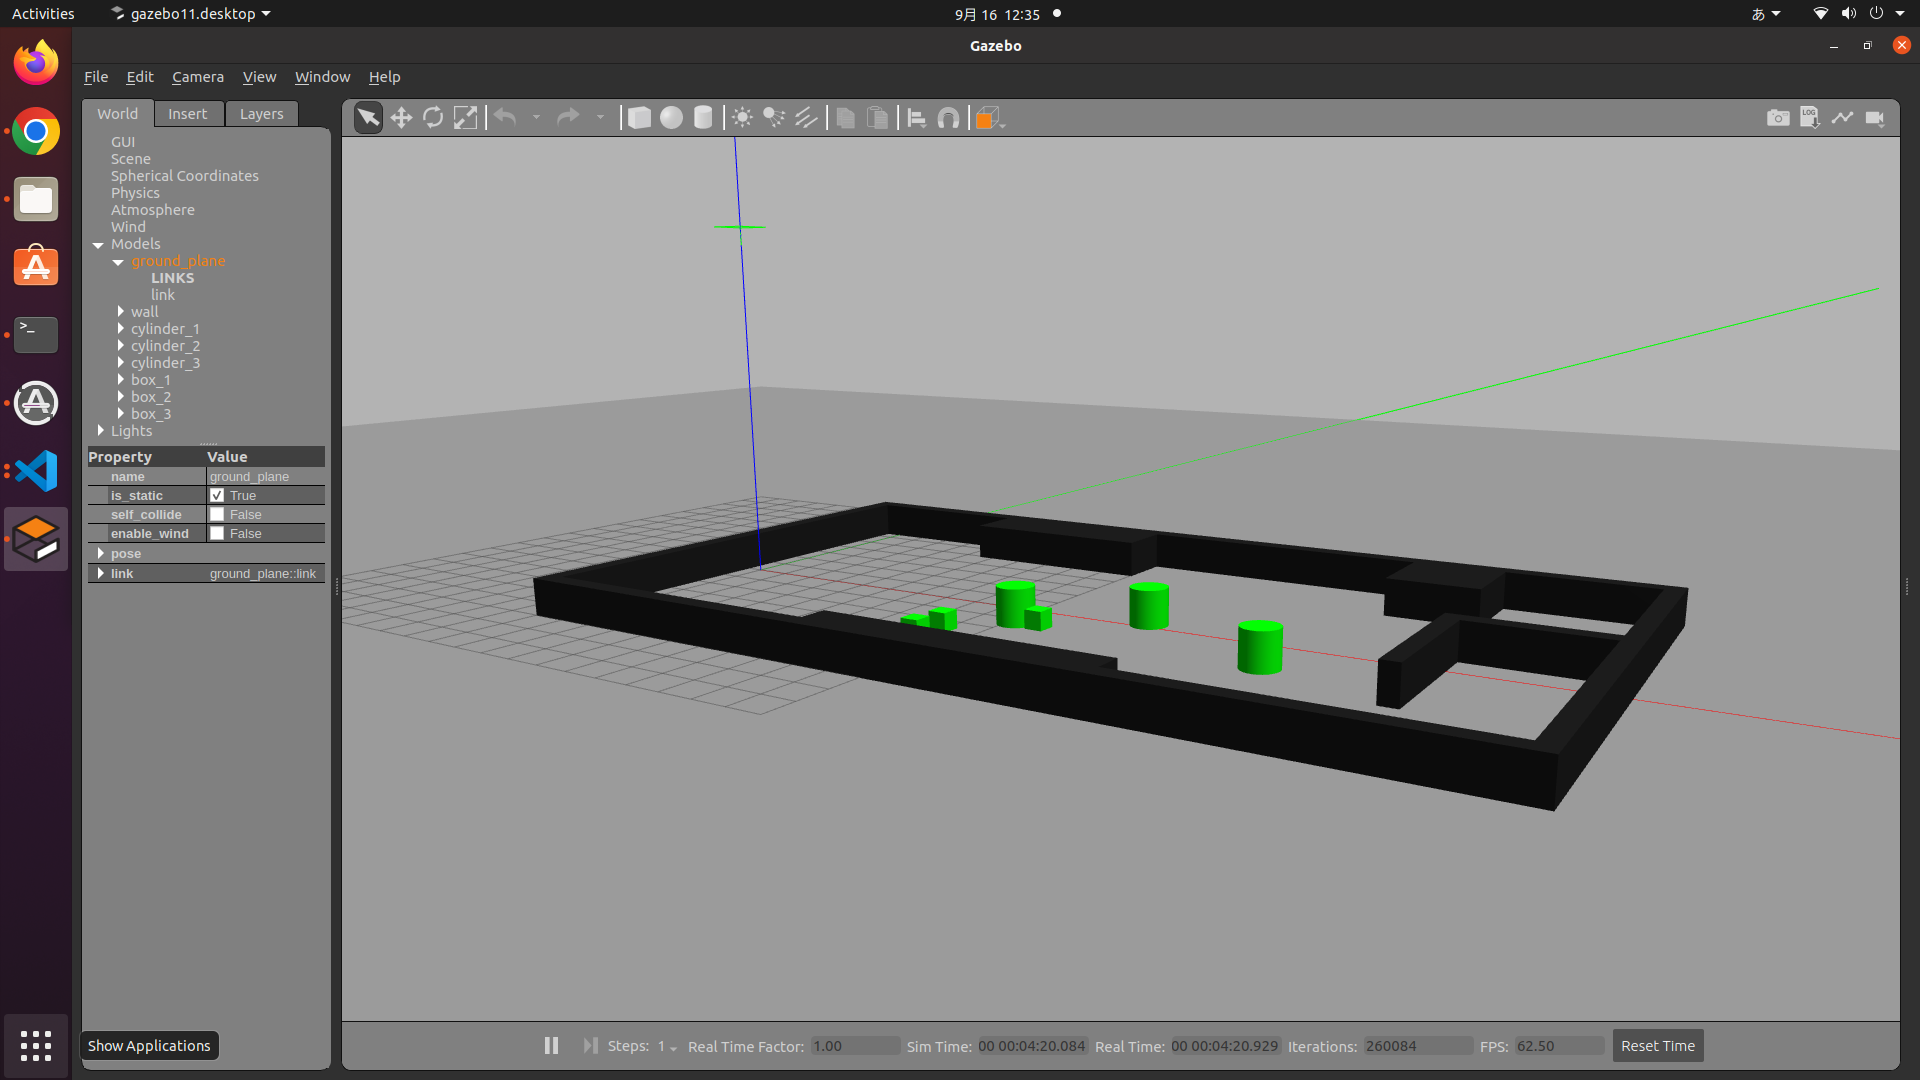 Activities gazebo11.desktop 9月 16 12:35 あ
Gazebo
File Edit Camera View Window Help
World Insert Layers
LOG
GUI
Scene
Spherical Coordinates
Physics
Atmosphere
Wind
Models
ground_plane
LINKS
link
wall
cylinder_1
cylinder_2
cylinder_3
box_1
box_2
box_3
Lights
Property Value
name ground_plane
is_static True
self_collide False
enable_wind False
pose
link ground_plane::link
Show Applications
Steps: 1 Real Time Factor: 1.00 Sim Time: 00 00:04:20.084 Real Time: 00 00:04:20.929 Iterations: 260084 FPS: 62.50 Reset Time